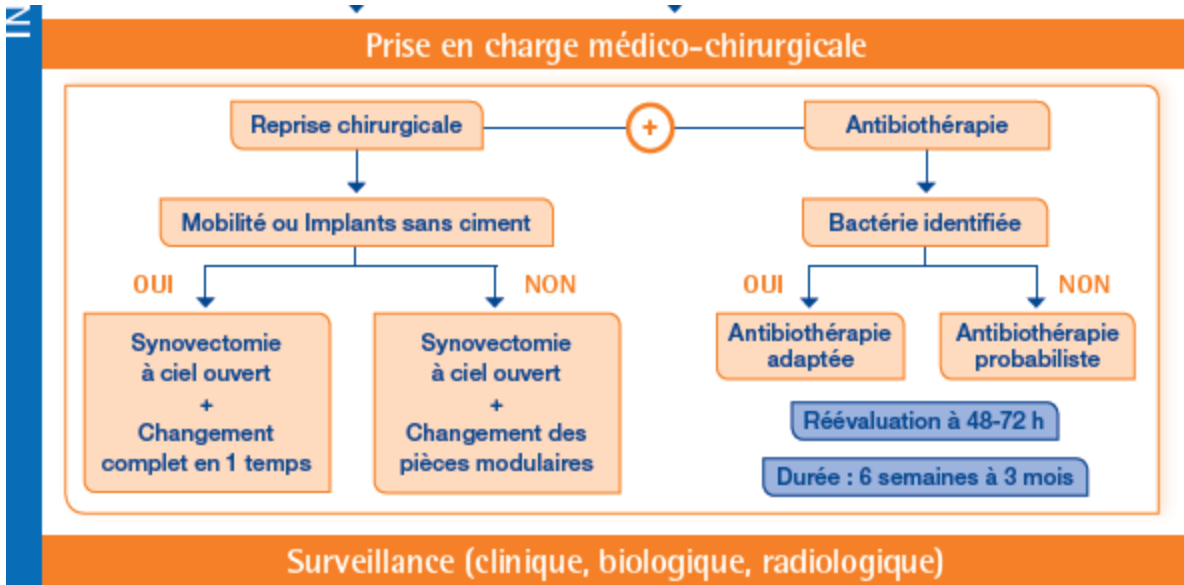 IN
Prise en charge médico-chirurgicale
Reprise chirurgicale
+
Antibiothérapie
Mobilité ou Implants sans ciment
Bactérie identifiée
OUI
NON
OUI
NON
Synovectomie
à ciel ouvert
+
Changement
complet en 1 temps
Synovectomie
à ciel ouvert
+
Changement des
pièces modulaires
Antibiothérapie
adaptée
Antibiothérapie
probabiliste
Réévaluation à 48-72 h
Durée : 6 semaines à 3 mois
Surveillance (clinique, biologique, radiologique)